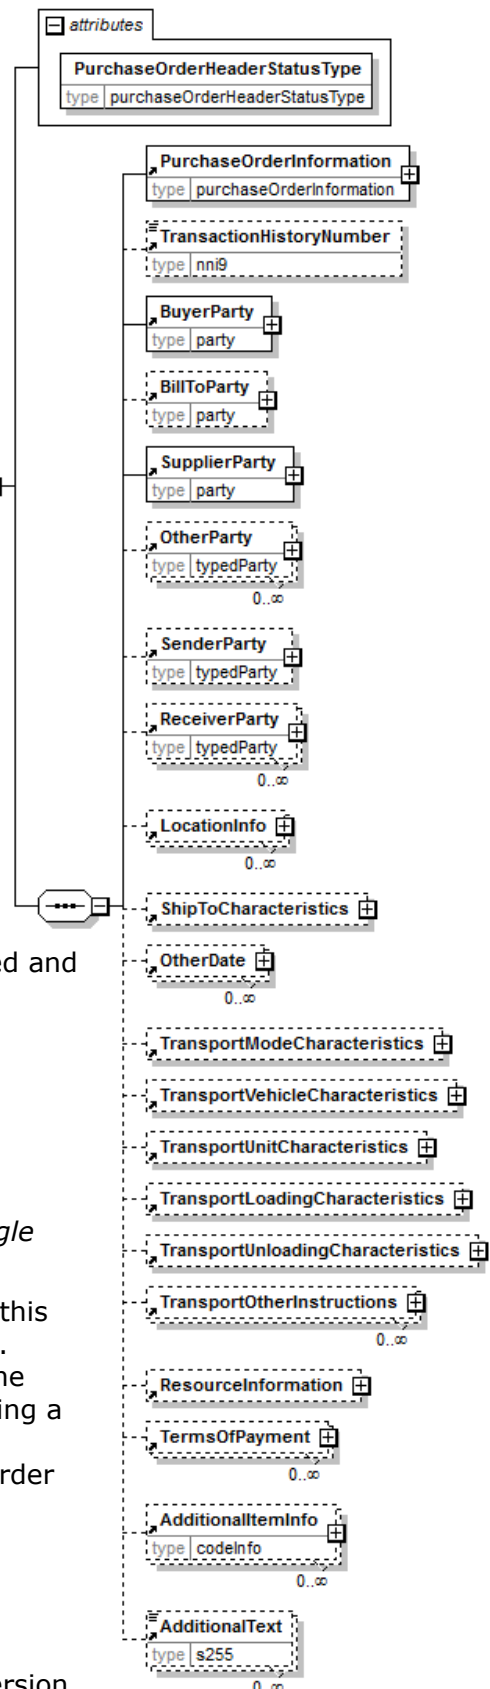 attributes
PurchaseOrderHeaderStatusType
type purchaseOrderHeaderStatusType
PurchaseOrderInformation
type purchaseOrderInformation
TransactionHistoryNumber
type nni9
BuyerParty
type party
BillToParty
type party
SupplierParty
type party
OtherParty
type typedParty
0..∞
SenderParty
type typedParty
ReceiverParty
type typedParty
0..∞
LocationInfo
0..∞
ShipToCharacteristics
ed and
OtherDate
0..∞
TransportModeCharacteristics
TransportVehicleCharacteristics
TransportUnitCharacteristics
TransportLoadingCharacteristics
gle
TransportUnloadingCharacteristics
this
TransportOtherInstructions
.
0..∞
ne
ResourceInformation
ing a
TermsOfPayment
rder
0..∞
AdditionalItemInfo
type codeInfo
0..∞
AdditionalText
type s255
ersion
0..∞